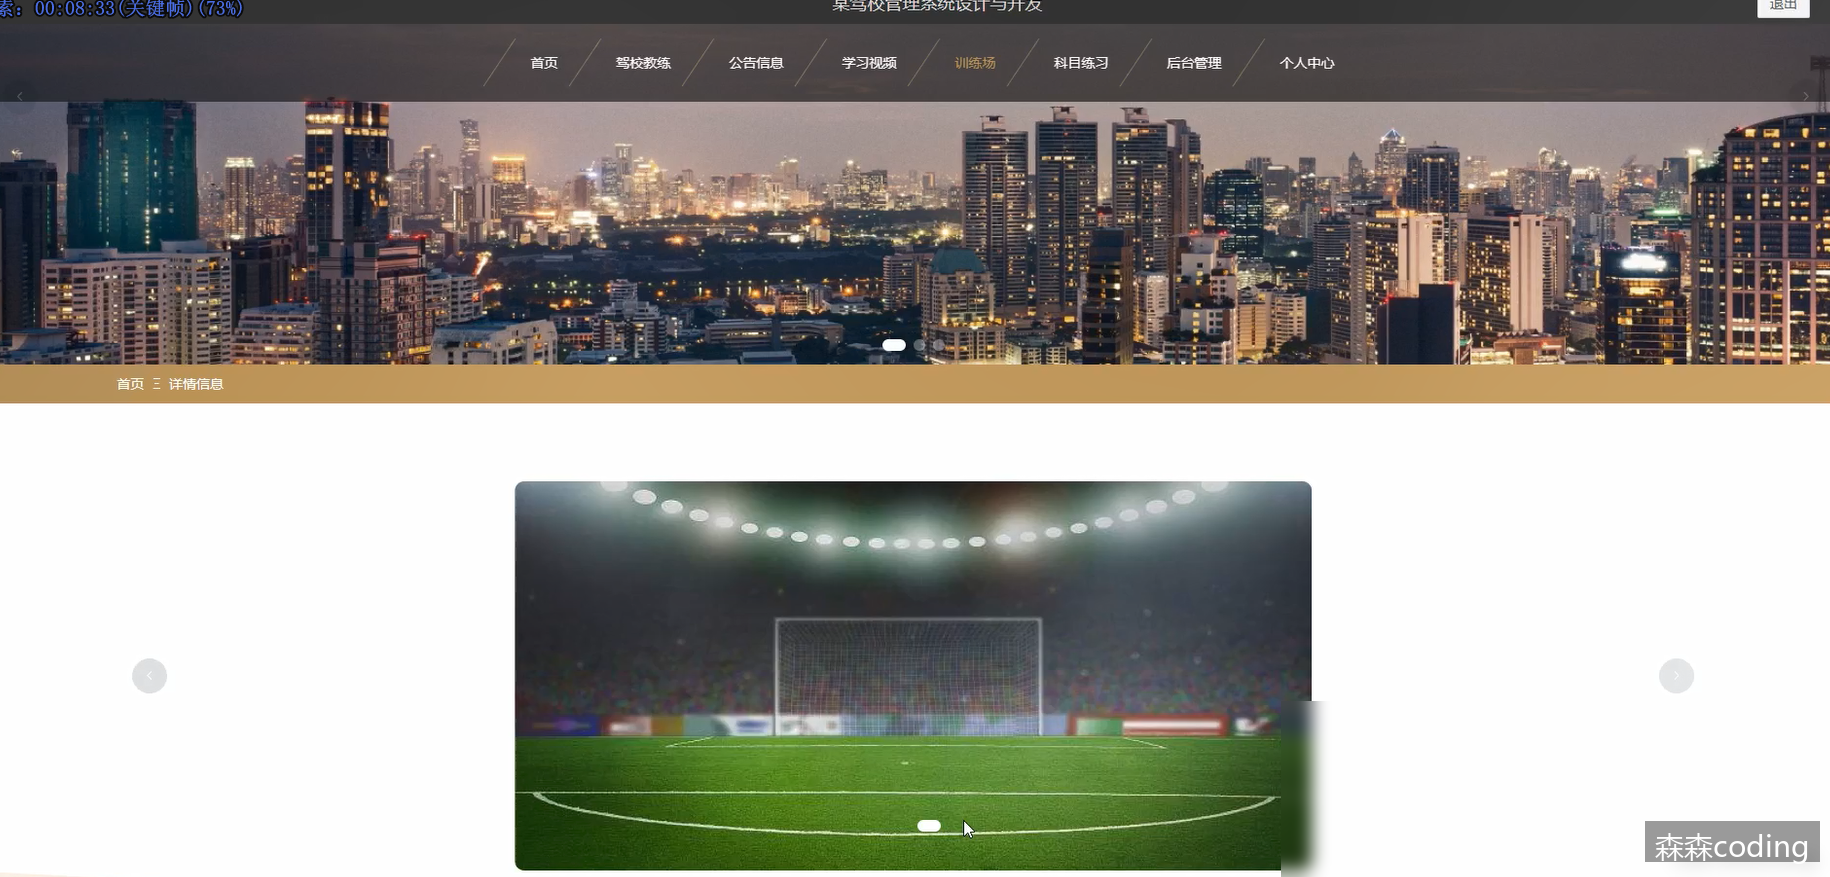 索: 00:08:33(关键帧)(73%)
某驾校管理系统设计与开发
退出
首页 驾校教练 公告信息 学习视频 训练场 科目练习 后台管理 个人中心
首页 Ξ 详情信息
森森coding